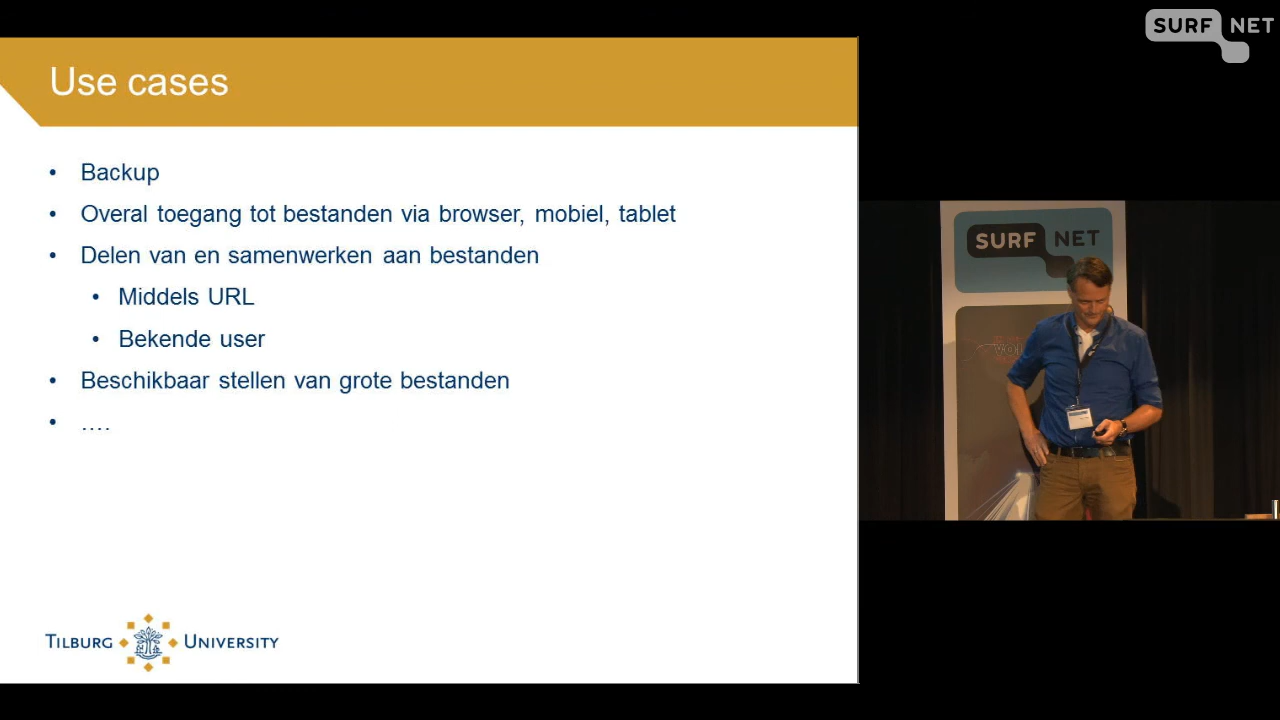 SURF NET
Use cases
• Backup
• Overal toegang tot bestanden via browser, mobiel, tablet
• Delen van en samenwerken aan bestanden
• Middels URL
• Bekende user
• Beschikbaar stellen van grote bestanden
• ....
TILBURG UNIVERSITY
SURF NET